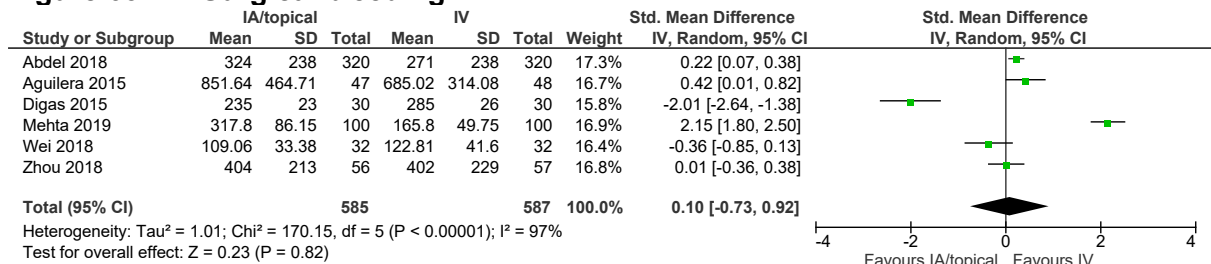 IA/topical IV Std. Mean Difference Std. Mean Difference
Study or Subgroup Mean SD Total Mean SD Total Weight IV, Random, 95% CI IV, Random, 95% CI
Abdel 2018 324 238 320 271 238 320 17.3% 0.22 [0.07, 0.38]
Aguilera 2015 851.64 464.71 47 685.02 314.08 48 16.7% 0.42 [0.01, 0.82]
Digas 2015 235 23 30 285 26 30 15.8% -2.01 [-2.64, -1.38]
Mehta 2019 317.8 86.15 100 165.8 49.75 100 16.9% 2.15 [1.80, 2.50]
Wei 2018 109.06 33.38 32 122.81 41.6 32 16.4% -0.36 [-0.85, 0.13]
Zhou 2018 404 213 56 402 229 57 16.8% 0.01 [-0.36, 0.38]
Total (95% CI) 585 587 100.0% 0.10 [-0.73, 0.92]
Heterogeneity: Tau² = 1.01; Chi² = 170.15, df = 5 (P < 0.00001); I² = 97%
Test for overall effect: Z = 0.23 (P = 0.82)
-4 -2 0 2 4
Favours IA/topical Favours IV